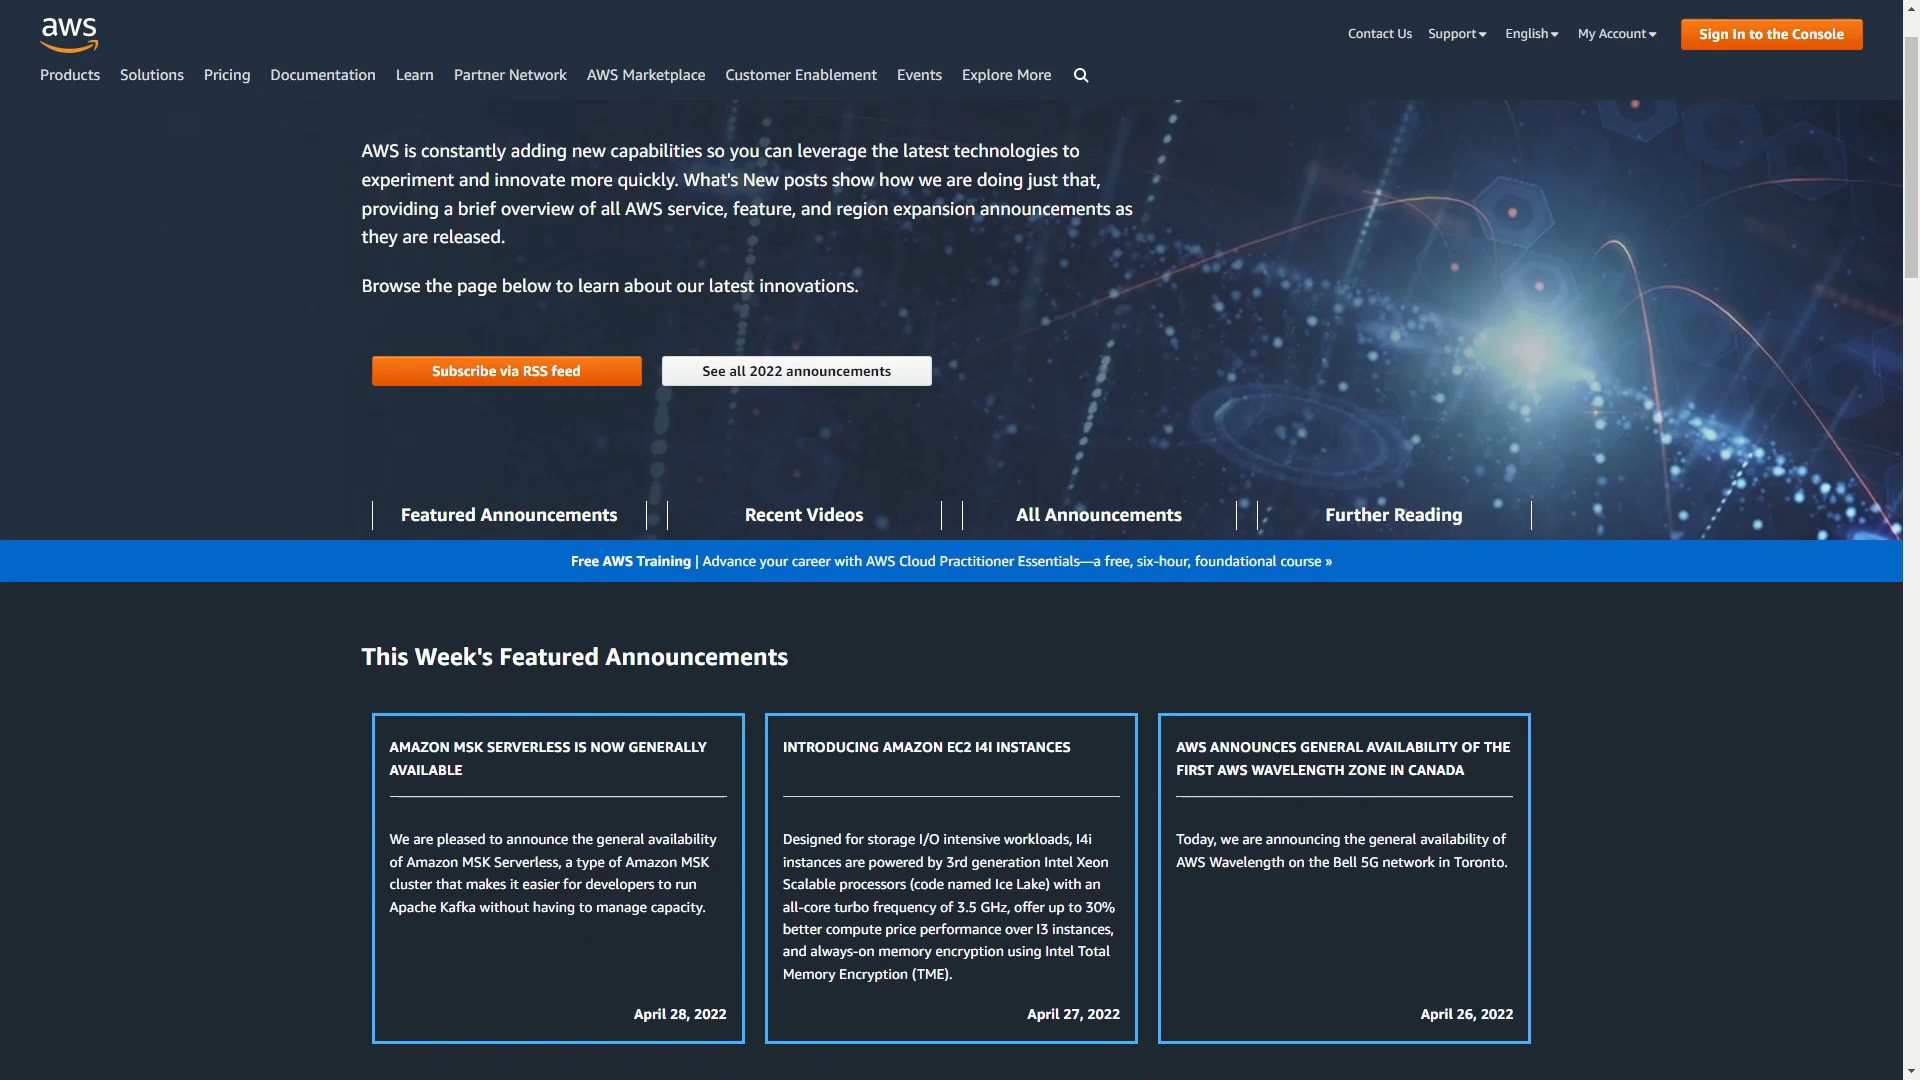 aws
Contact Us Support English My Account Sign In to the Console
Products Solutions Pricing Documentation Learn Partner Network AWS Marketplace Customer Enablement Events Explore More
AWS is constantly adding new capabilities so you can leverage the latest technologies to
experiment and innovate more quickly. What's New posts show how we are doing just that,
providing a brief overview of all AWS service, feature, and region expansion announcements as
they are released.
Browse the page below to learn about our latest innovations.
Subscribe via RSS feed See all 2022 announcements
Featured Announcements Recent Videos All Announcements Further Reading
Free AWS Training | Advance your career with AWS Cloud Practitioner Essentials—a free, six-hour, foundational course »
This Week's Featured Announcements
AMAZON MSK SERVERLESS IS NOW GENERALLY
AVAILABLE
We are pleased to announce the general availability
of Amazon MSK Serverless, a type of Amazon MSK
cluster that makes it easier for developers to run
Apache Kafka without having to manage capacity.
April 28, 2022
INTRODUCING AMAZON EC2 I4I INSTANCES
Designed for storage I/O intensive workloads, I4i
instances are powered by 3rd generation Intel Xeon
Scalable processors (code named Ice Lake) with an
all-core turbo frequency of 3.5 GHz, offer up to 30%
better compute price performance over I3 instances,
and always-on memory encryption using Intel Total
Memory Encryption (TME).
April 27, 2022
AWS ANNOUNCES GENERAL AVAILABILITY OF THE
FIRST AWS WAVELENGTH ZONE IN CANADA
Today, we are announcing the general availability of
AWS Wavelength on the Bell 5G network in Toronto.
April 26, 2022